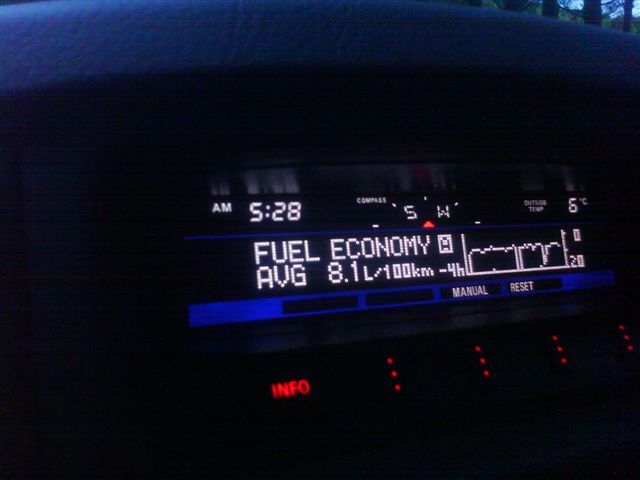 AM 5:28 COMPASS S W OUTSIDE TEMP 6°C
FUEL ECONOMY A 0
AVG 8.1L/100km -4h 20
MANUAL RESET
INFO